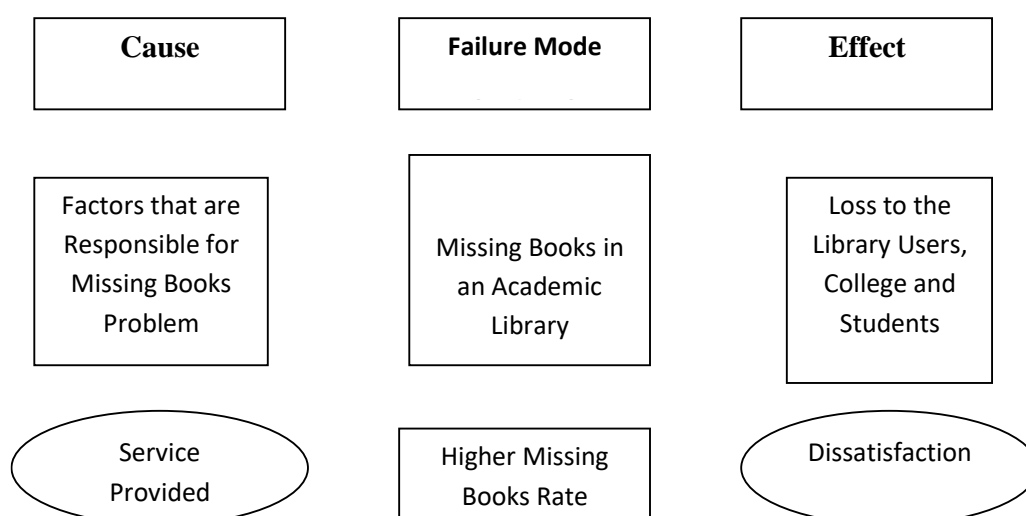 Cause
Failure Mode
Effect
Factors that are
Responsible for
Missing Books
Problem
Missing Books in
an Academic
Library
Loss to the
Library Users,
College and
Students
Service
Provided
Higher Missing
Books Rate
Dissatisfaction